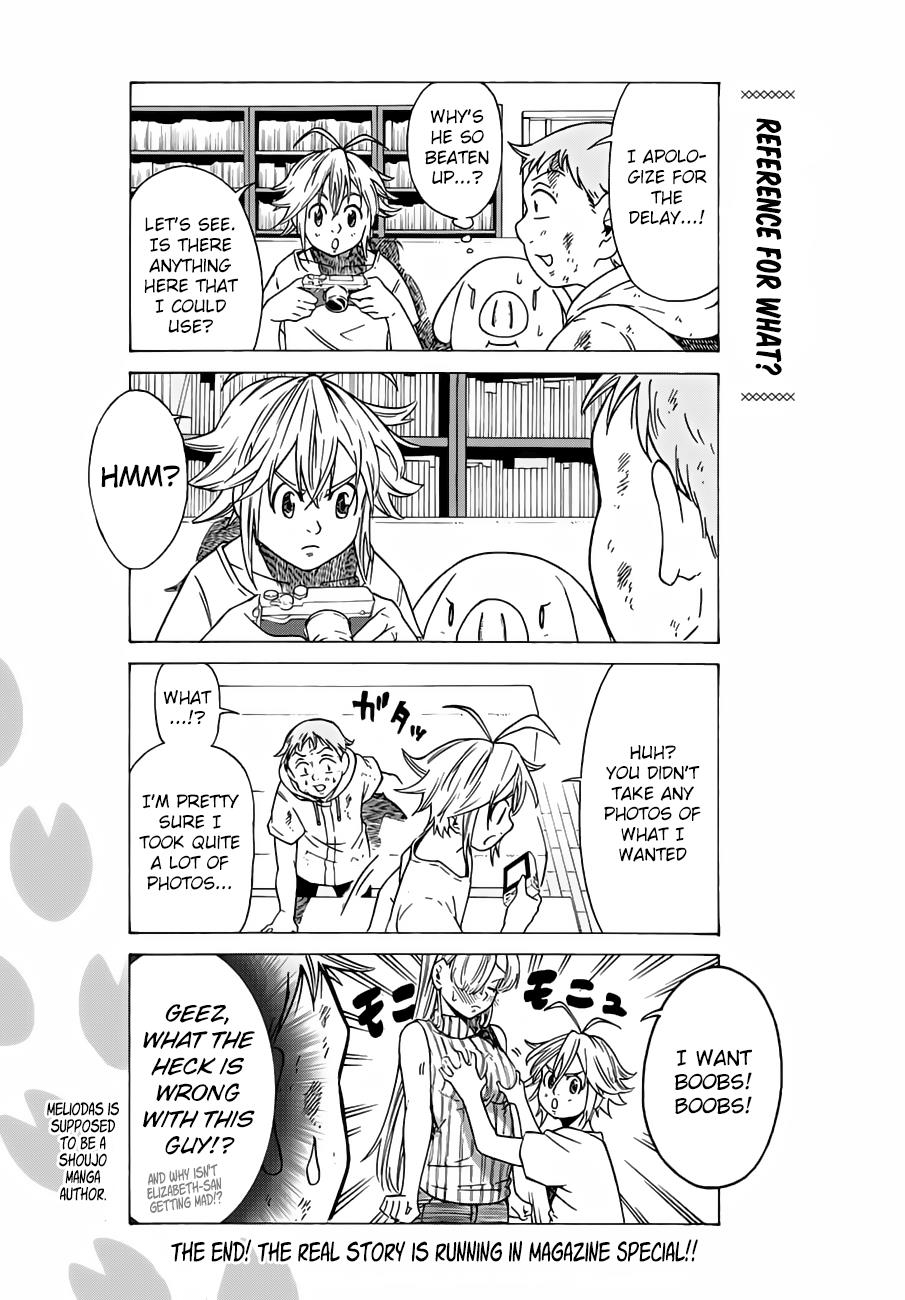 REFERENCE FOR WHAT?
I APOLO-
GIZE FOR
THE
DELAY...!
WHY'S
HE SO
BEATEN
UP...?
LET'S SEE.
IS THERE
ANYTHING
HERE THAT
I COULD
USE?
HMM?
HUH?
YOU DIDN'T
TAKE ANY
PHOTOS OF
WHAT I
WANTED
ガタッ
WHAT
...!?
I'M PRETTY
SURE I
TOOK QUITE
A LOT OF
PHOTOS...
I WANT
BOOBS!
BOOBS!
モニュ
モニ
GEEZ,
WHAT THE
HECK IS
WRONG
WITH THIS
GUY!?
AND WHY ISN'T
ELIZABETH-SAN
GETTING MAD!?
MELIODAS IS
SUPPOSED
TO BE A
SHOUJO
MANGA
AUTHOR.
THE END! THE REAL STORY IS RUNNING IN MAGAZINE SPECIAL!!